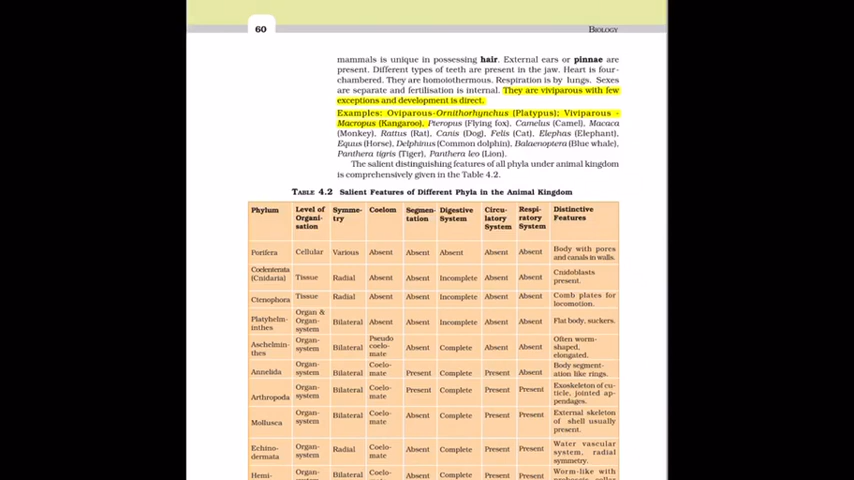 60
BIOLOGY
mammals is unique in possessing hair. External ears or pinnae are
present. Different types of teeth are present in the jaw. Heart is four-
chambered. They are homoiothermous. Respiration is by lungs. Sexes
are separate and fertilisation is internal. They are viviparous with few
exceptions and development is direct.
Examples: Oviparous-Ornithorhynchus (Platypus); Viviparous -
Macropus (Kangaroo), Pteropus (Flying fox), Camelus (Camel), Macaca
(Monkey), Rattus (Rat), Canis (Dog), Felis (Cat), Elephas (Elephant),
Equus (Horse), Delphinus (Common dolphin), Balaenoptera (Blue whale),
Panthera tigris (Tiger), Panthera leo (Lion).
The salient distinguishing features of all phyla under animal kingdom
is comprehensively given in the Table 4.2.
TABLE 4.2 Salient Features of Different Phyla in the Animal Kingdom
Phylum Level of Organi- sation Symme- try Coelom Segmen- tation Digestive System Circu- latory System Respi- ratory System Distinctive Features
Porifera Cellular Various Absent Absent Absent Absent Absent Body with pores and canals in walls.
Coelenterata (Cnidaria) Tissue Radial Absent Absent Incomplete Absent Absent Cnidoblasts present.
Ctenophora Tissue Radial Absent Absent Incomplete Absent Absent Comb plates for locomotion.
Platyhelm- inthes Organ & Organ- system Bilateral Absent Absent Incomplete Absent Absent Flat body, suckers.
Aschelmin- thes Organ- system Bilateral Pseudo coelo- mate Absent Complete Absent Absent Often worm- shaped, elongated.
Annelida Organ- system Bilateral Coelo- mate Present Complete Present Absent Body segment- ation like rings.
Arthropoda Organ- system Bilateral Coelo- mate Present Complete Present Present Exoskeleton of cu- ticle, jointed ap- pendages.
Mollusca Organ- system Bilateral Coelo- mate Absent Complete Present Present External skeleton of shell usually present.
Echino- dermata Organ- system Radial Coelo- mate Absent Complete Present Present Water vascular system, radial symmetry.
Hemi- Organ- Bilateral Coelo- Absent Complete Present Present Worm-like with